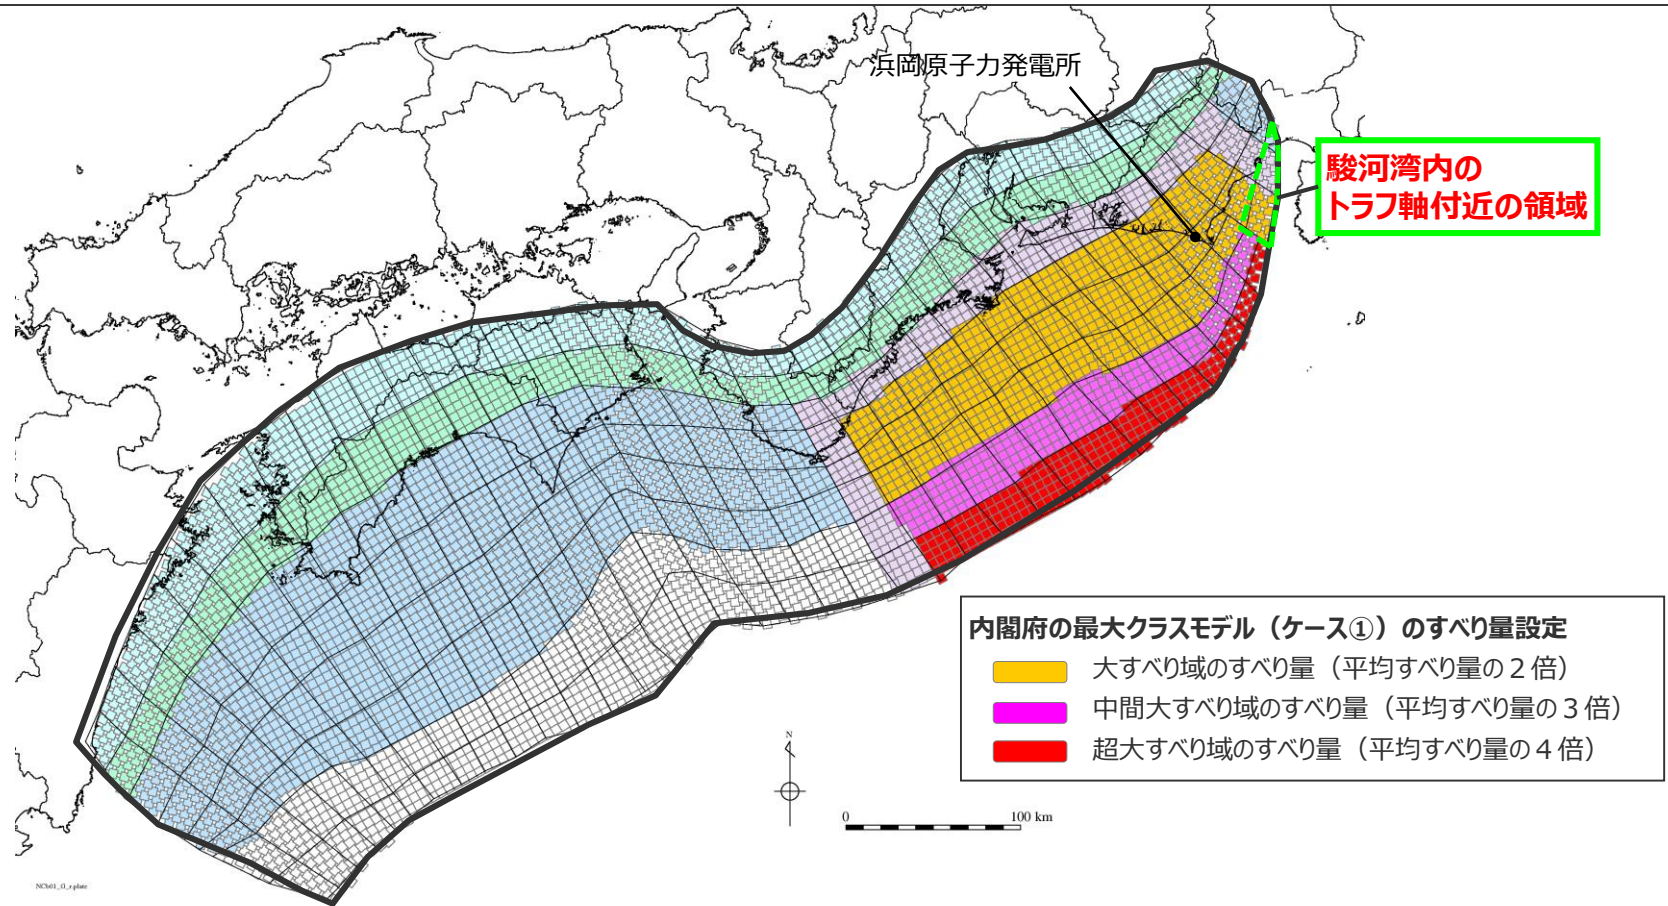 浜岡原子力発電所
駿河湾内の
トラフ軸付近の領域
内閣府の最大クラスモデル（ケース①）のすべり量設定
大すべり域のすべり量（平均すべり量の２倍）
中間大すべり域のすべり量（平均すべり量の３倍）
超大すべり域のすべり量（平均すべり量の４倍）
N
0 100 km